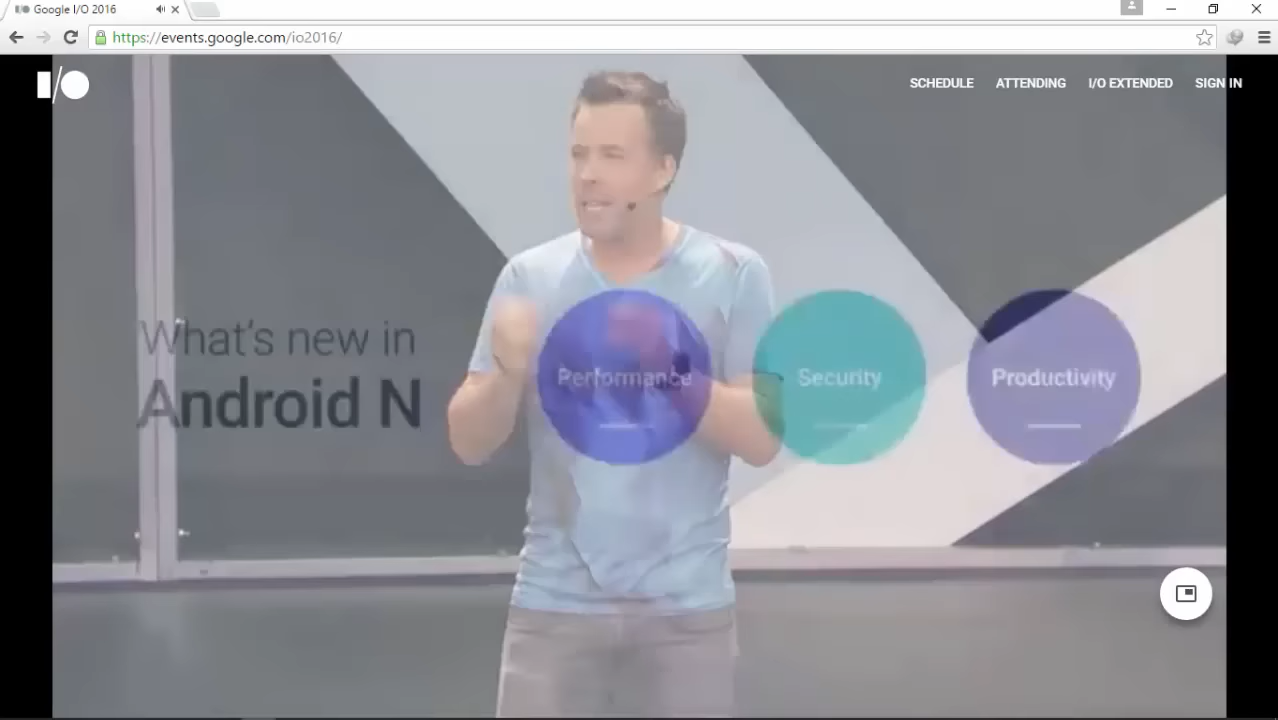 Google I/O 2016
https://events.google.com/io2016/
I/O
SCHEDULE ATTENDING I/O EXTENDED SIGN IN
What's new in
Android N
Performance
Security
Productivity